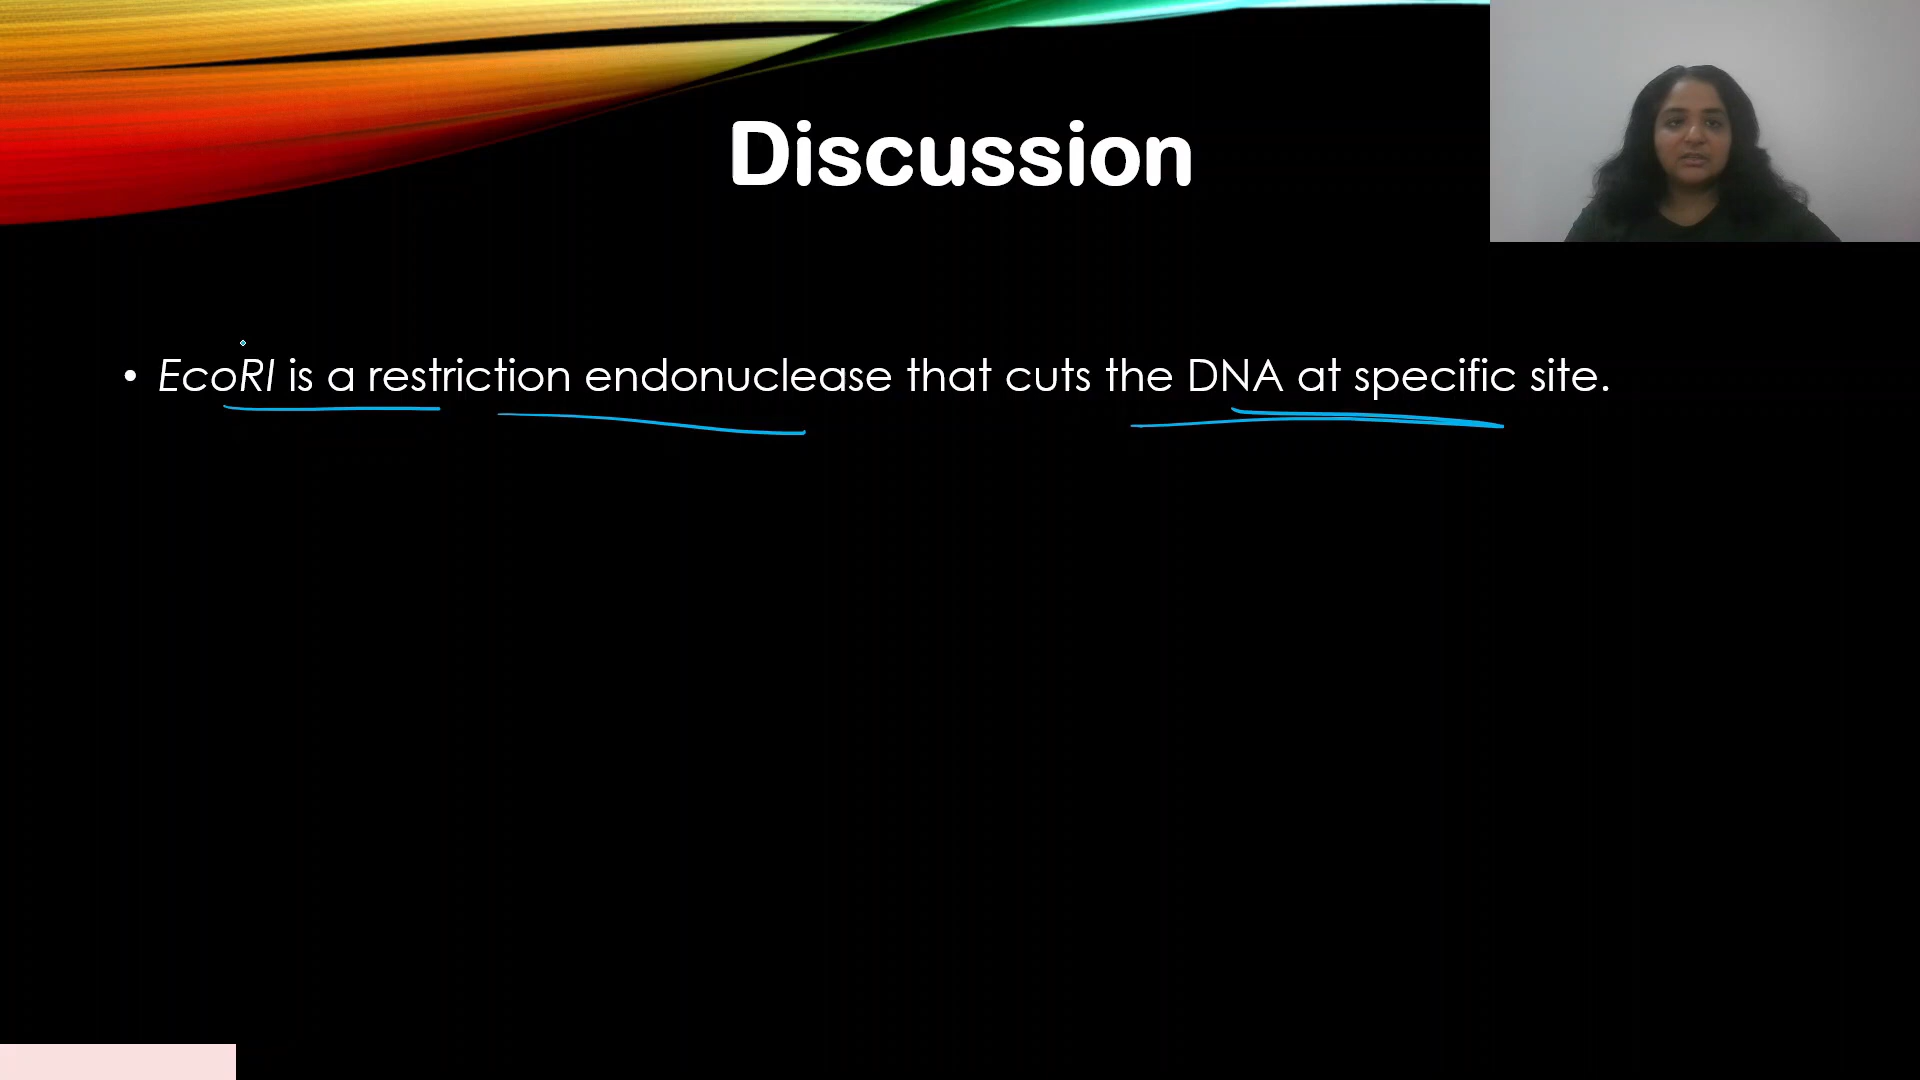 Discussion
• EcoRI is a restriction endonuclease that cuts the DNA at specific site.